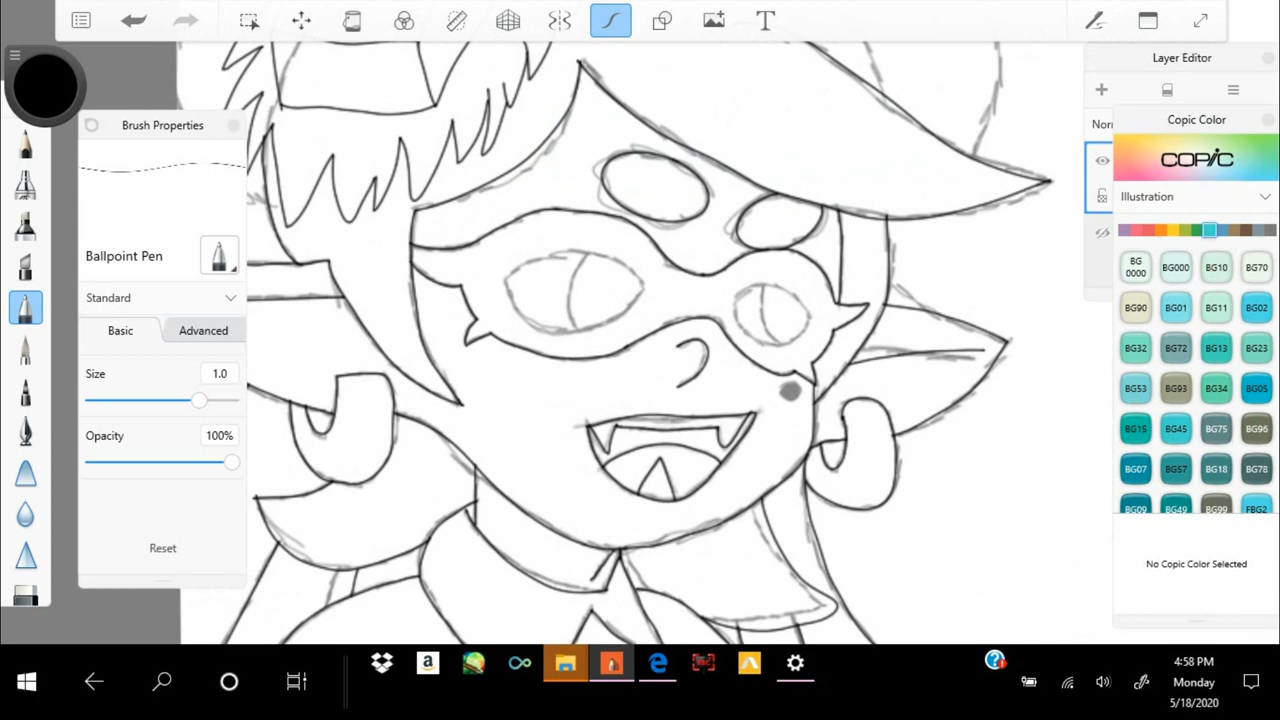 T
Layer Editor
Brush Properties
Copic Color
Nor
COPIC
Illustration
Ballpoint Pen
Standard
Basic
Advanced
Size
1.0
Opacity
100%
Reset
BG
0000
BG000
BG10
BG70
BG90
BG01
BG11
BG02
BG32
BG72
BG13
BG23
BG53
BG93
BG34
BG05
BG15
BG45
BG75
BG96
BG07
BG57
BG18
BG78
BG09
BG49
BG99
FBG2
No Copic Color Selected
a
e
4:58 PM
Monday
5/18/2020